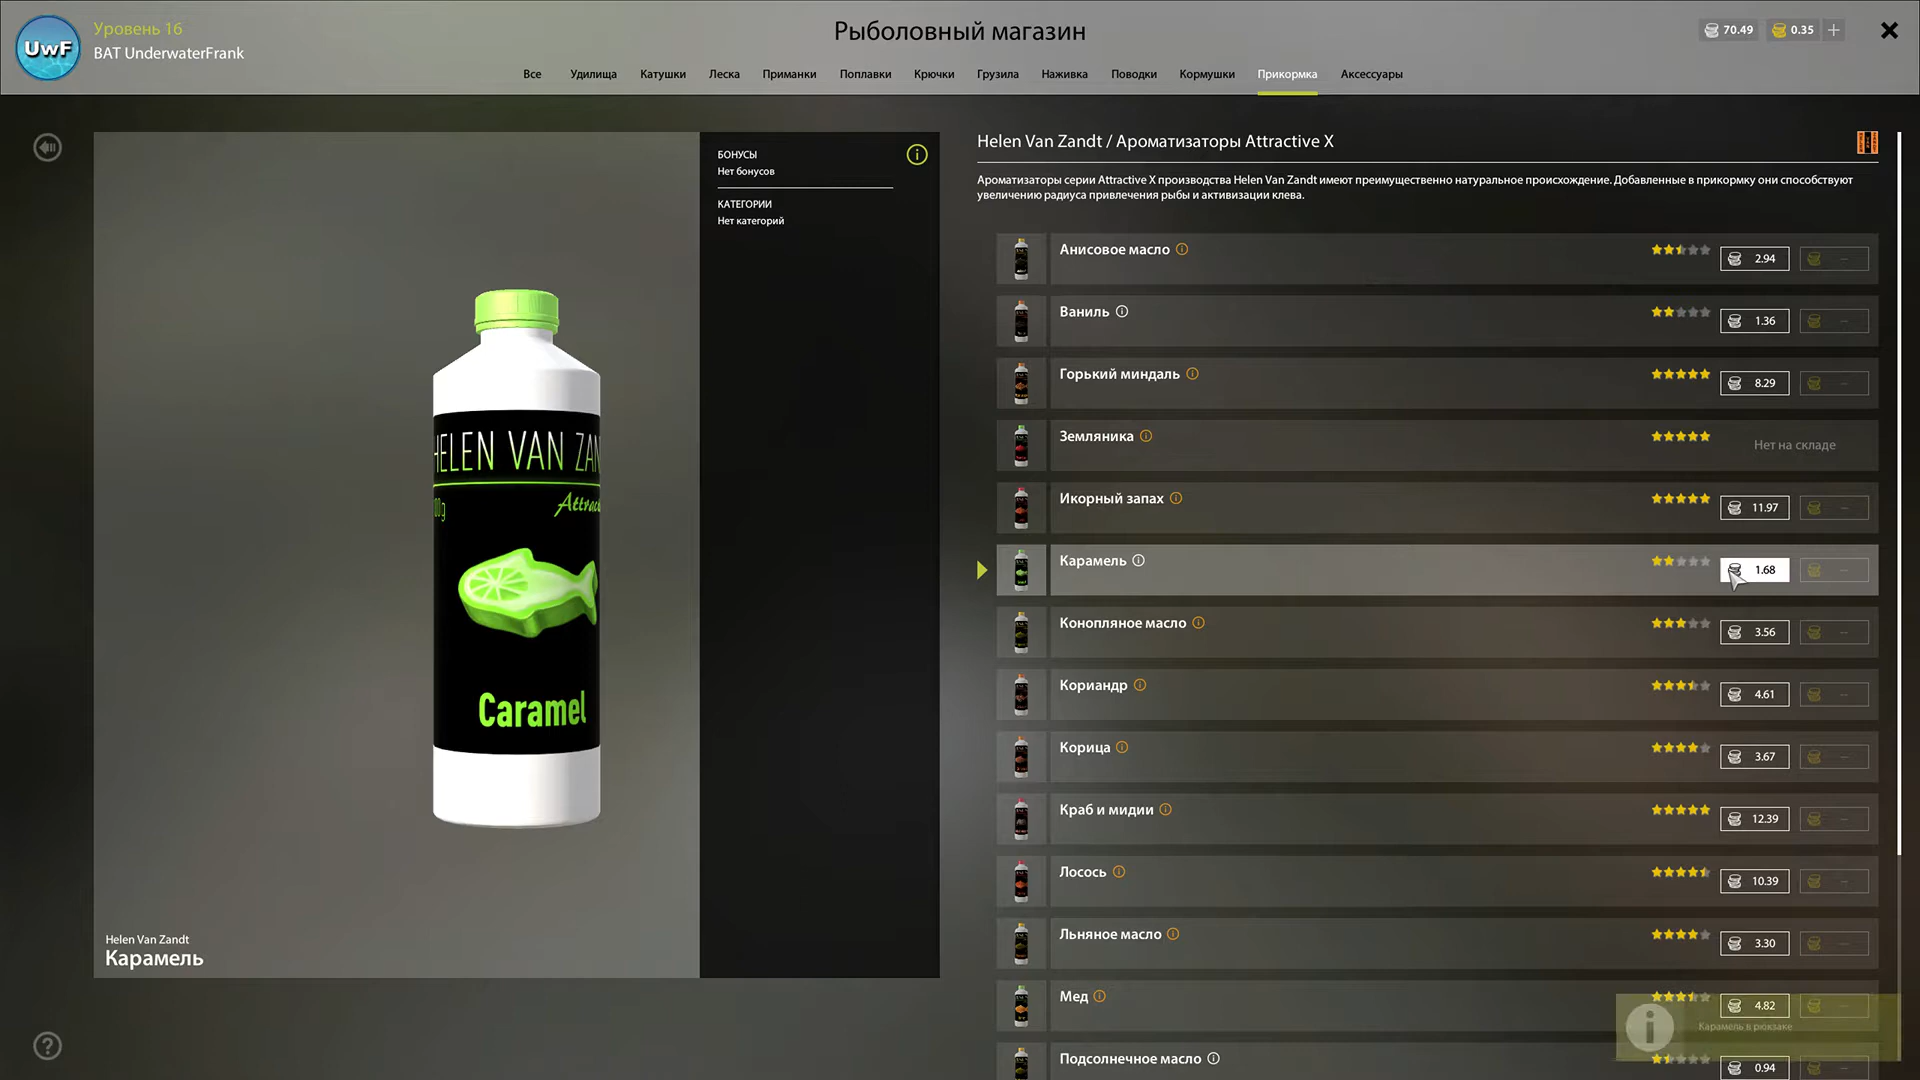 UwF
Уровень 16
BAT UnderwaterFrank
Рыболовный магазин
70.49
0.35
Все
Удилища
Катушки
Леска
Приманки
Поплавки
Крючки
Грузила
Наживка
Поводки
Кормушки
Прикормка
Аксессуары
БОНУСЫ
Нет бонусов
КАТЕГОРИИ
Нет категорий
HELEN VAN ZAN
00g
Attrac
Caramel
Helen Van Zandt
Карамель
Helen Van Zandt / Ароматизаторы Attractive X
Ароматизаторы серии Attractive X производства Helen Van Zandt имеют преимущественно натуральное происхождение. Добавленные в прикормку они способствуют
увеличению радиуса привлечения рыбы и активизации клева.
Анисовое масло
2.94
Ваниль
1.36
Горький миндаль
8.29
Земляника
Нет на складе
Икорный запах
11.97
Карамель
1.68
Конопляное масло
3.56
Кориандр
4.61
Корица
3.67
Краб и мидии
12.39
Лосось
10.39
Льняное масло
3.30
Мед
4.82
Карамель в рюкзаке
Подсолнечное масло
0.94